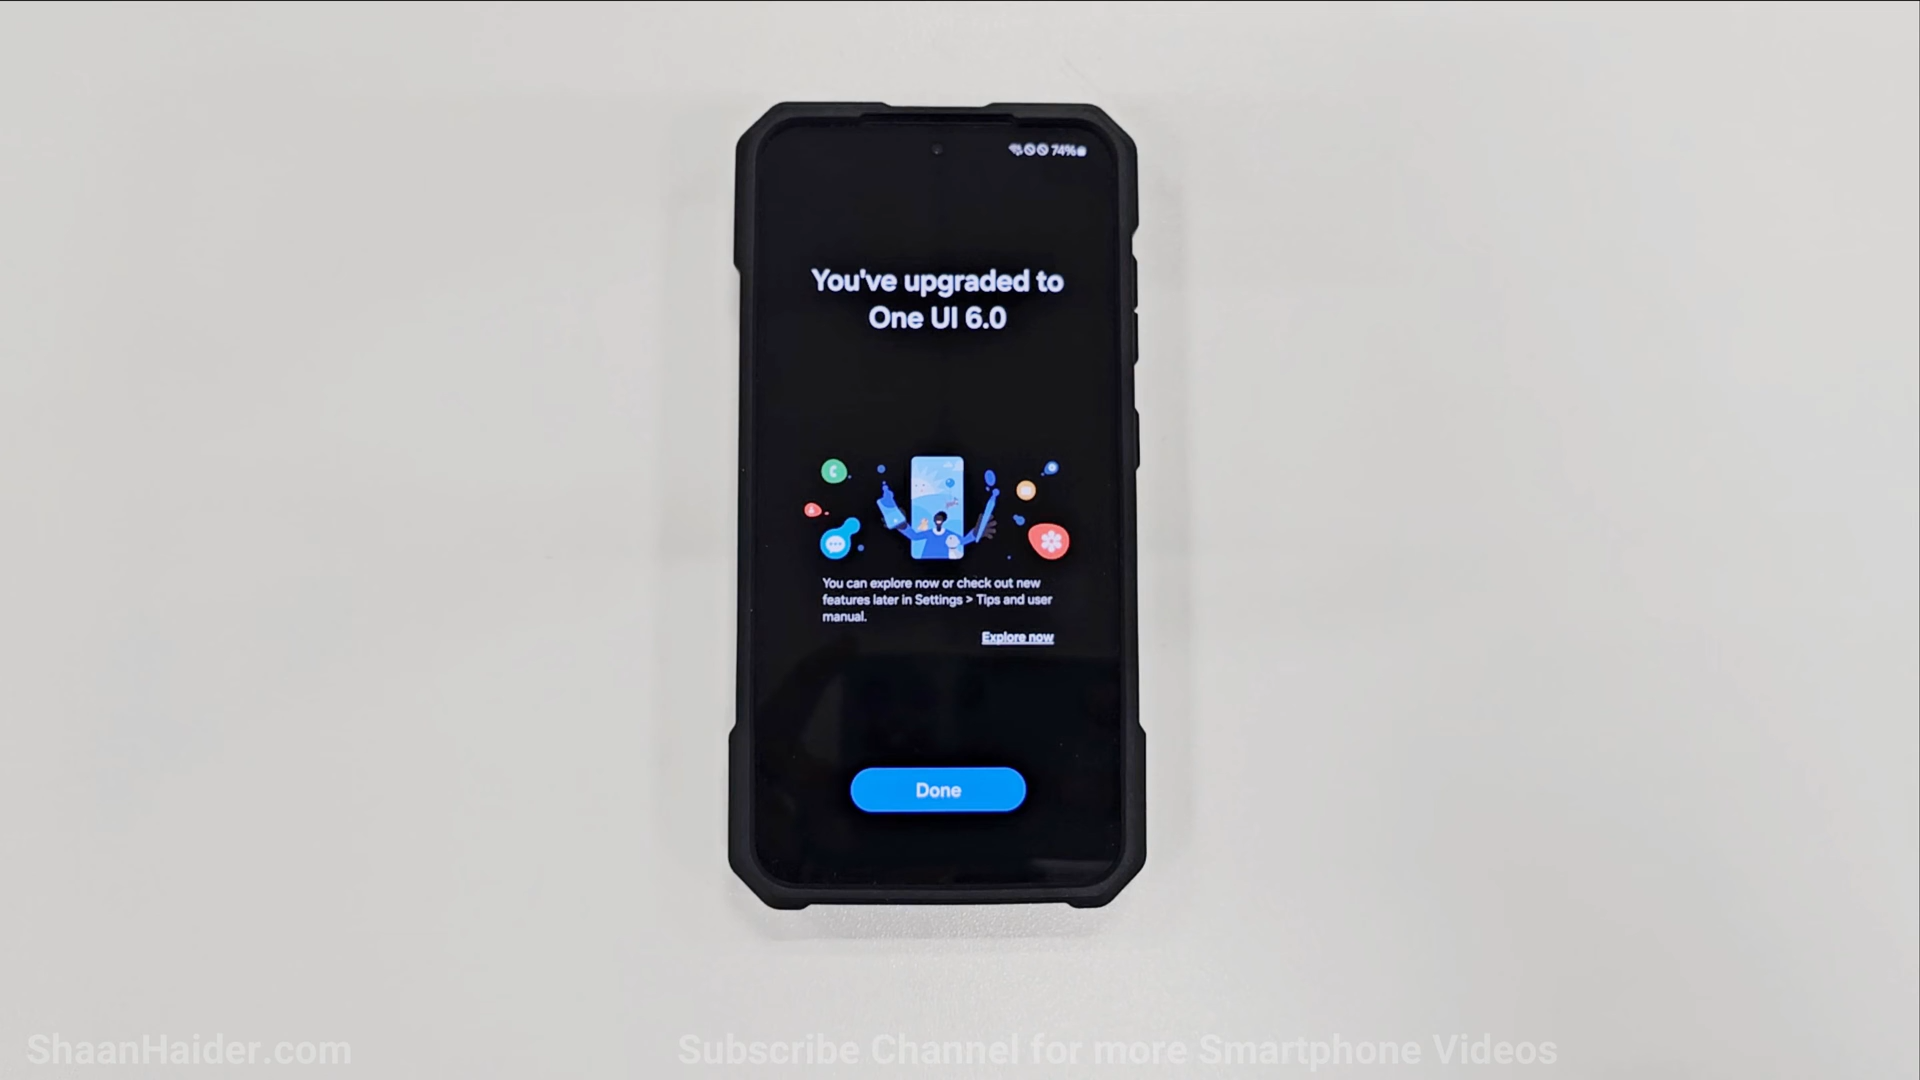 74%
You've upgraded to
One UI 6.0
You can explore now or check out new
features later in Settings > Tips and user
manual.
Explore now
Done
ShaanHaider.com
Subscribe Channel for more Smartphone Videos